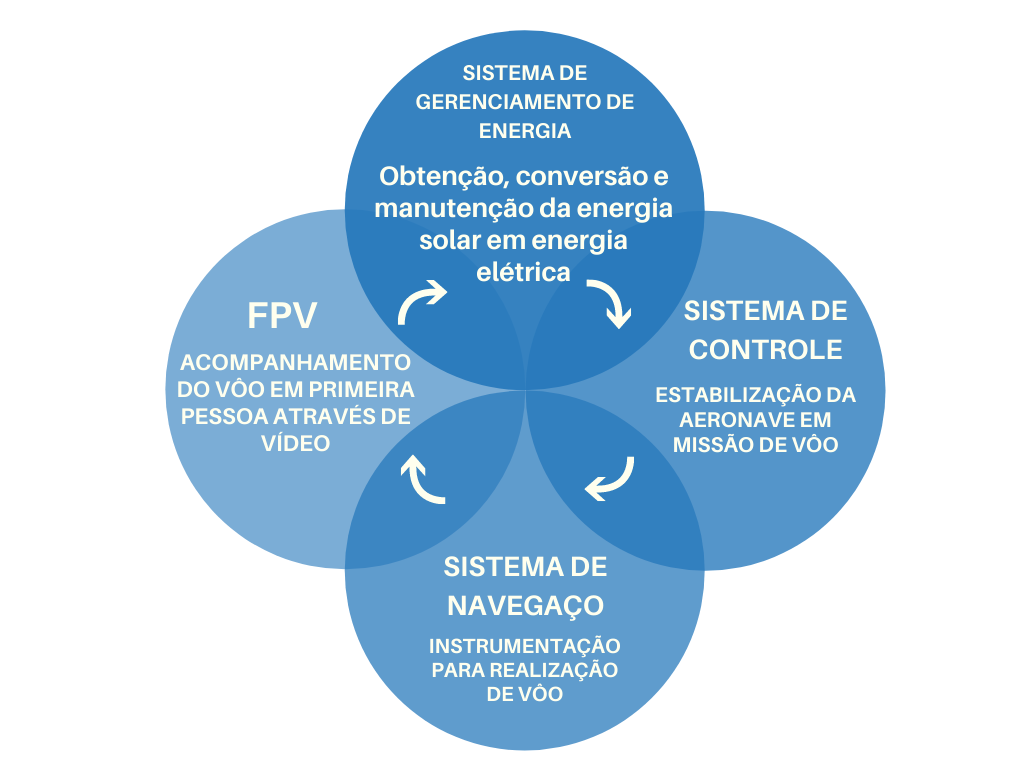 SISTEMA DE
GERENCIAMENTO DE
ENERGIA
Obtenção, conversão e
manutenção da energia
solar em energia
elétrica
FPV
ACOMPANHAMENTO
DO VÔO EM PRIMEIRA
PESSOA ATRAVÉS DE
VÍDEO
SISTEMA DE
CONTROLE
ESTABILIZAÇÃO DA
AERONAVE EM
MISSÃO DE VÔO
SISTEMA DE
NAVEGAÇO
INSTRUMENTAÇÃO
PARA REALIZAÇÃO
DE VÔO